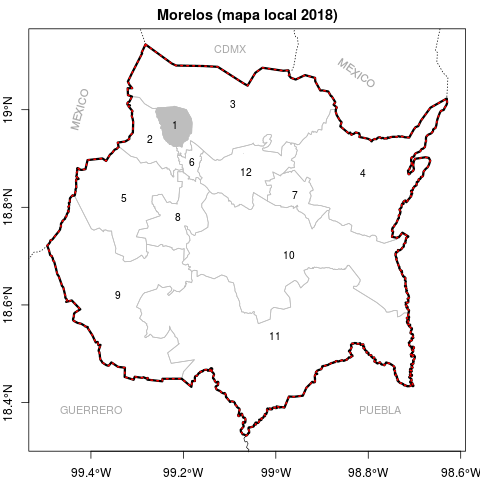 Morelos (mapa local 2018)
CDMX
MEXICO
MEXICO
3
1
2
6
12
4
7
5
8
10
9
11
GUERRERO
PUEBLA
19°N
18.8°N
18.6°N
18.4°N
99.4°W
99.2°W
99°W
98.8°W
98.6°W